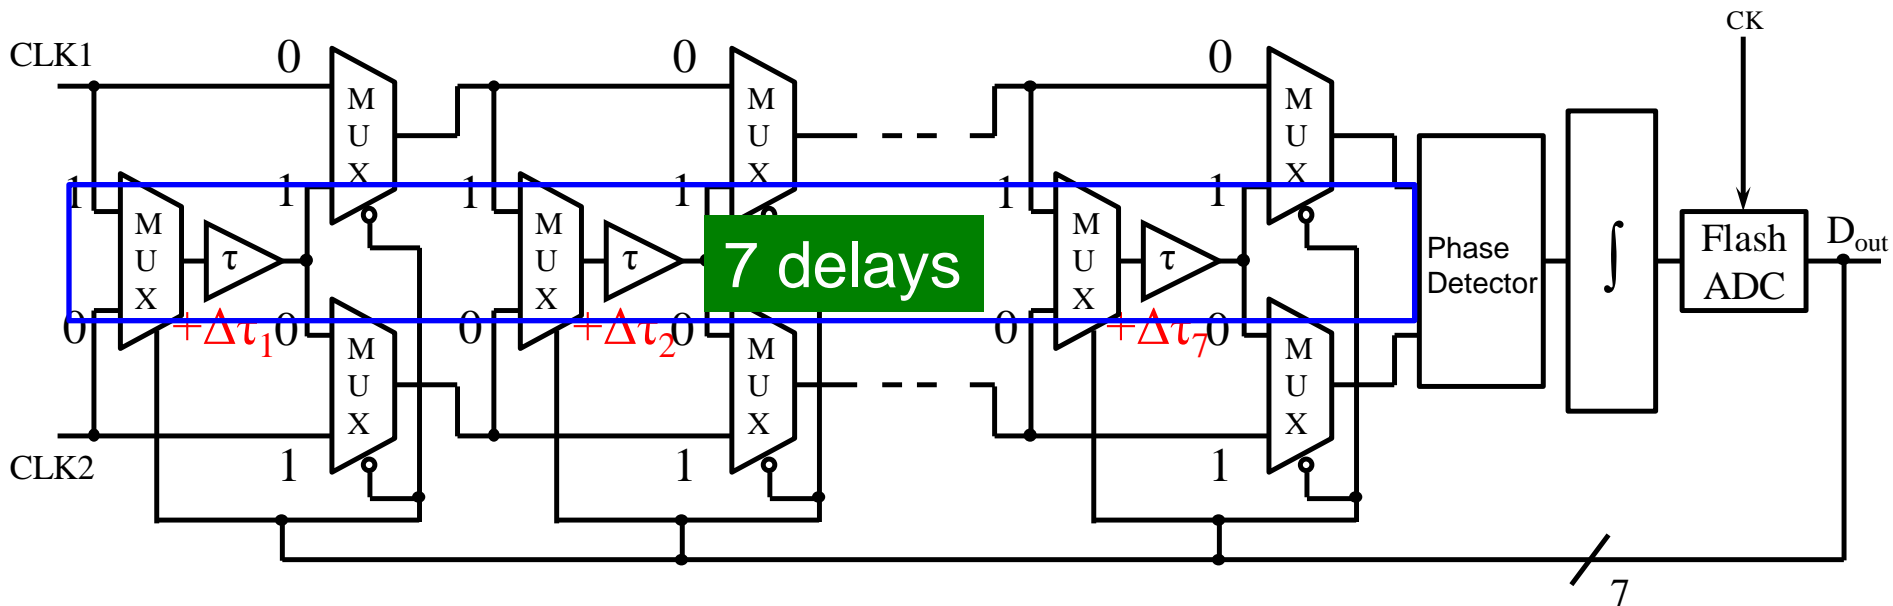 CK
CLK1
0
0
0
M
U
X
M
U
X
M
U
X
1
1
1
1
1
1
M
U
X
τ
M
U
X
τ
7 delays
M
U
X
τ
Phase
Detector
∫
Flash
ADC
Dout
0
+Δτ1
0
0
+Δτ2
0
0
+Δτ7
0
M
U
X
M
U
X
M
U
X
CLK2
1
1
1
7